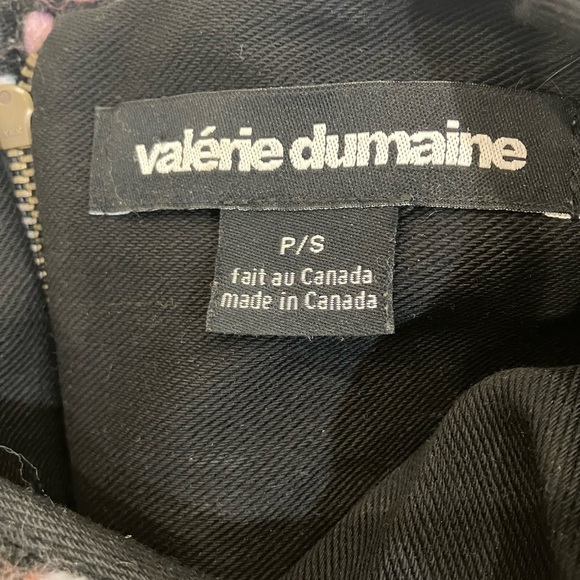 valérie dumaine
P/S
fait au Canada
made in Canada